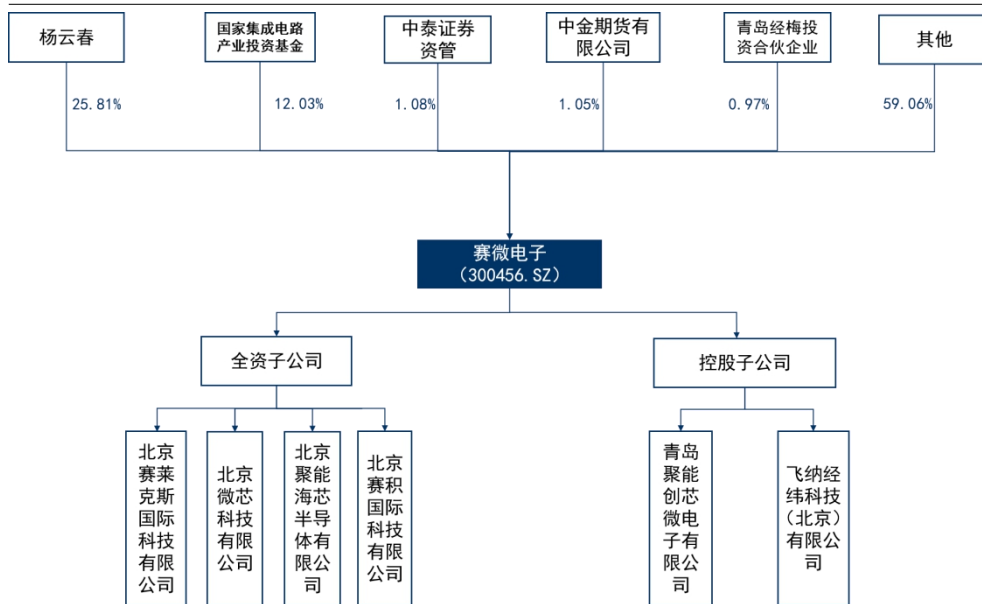 杨云春
国家集成电路
产业投资基金
中泰证券
资管
中金期货有
限公司
青岛经梅投
资合伙企业
其他
25.81%
12.03%
1.08%
1.05%
0.97%
59.06%
赛微电子
(300456.SZ)
全资子公司
控股子公司
北京
赛莱
克斯
国际
科技
有限
公司
北京
微芯
科技
有限
公司
北京
聚能
海芯
半导
体有
限公
司
北京
赛积
国际
科技
有限
公司
青岛
聚能
创芯
微电
子有
限公
司
飞纳经
纬科技
(北京)
有限公
司